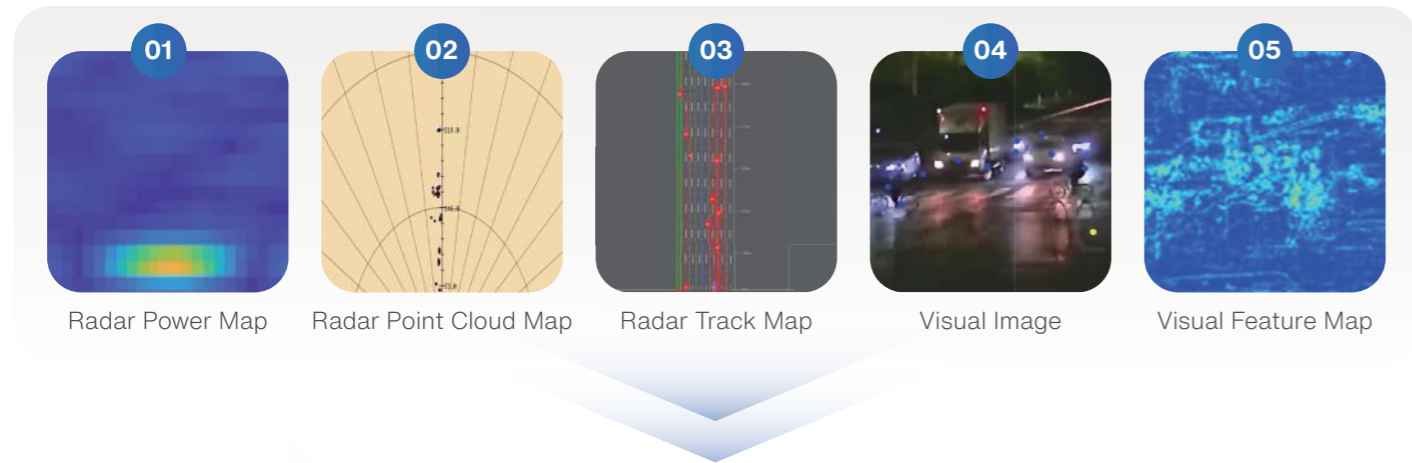 01
02
03
04
05
Radar Power Map
Radar Point Cloud Map
Radar Track Map
Visual Image
Visual Feature Map